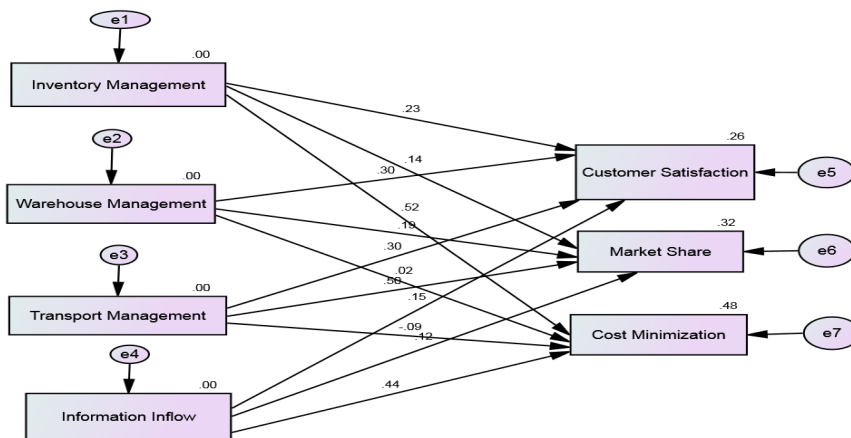 e1
.00
Inventory Management
.23
.26
e2
.14
.00
.30
Customer Satisfaction
e5
Warehouse Management
.52
.19
.32
e3
.30
Market Share
e6
.00
.02
.50
.15
.48
Transport Management
-.09
Cost Minimization
e7
.12
e4
.00
.44
Information Inflow